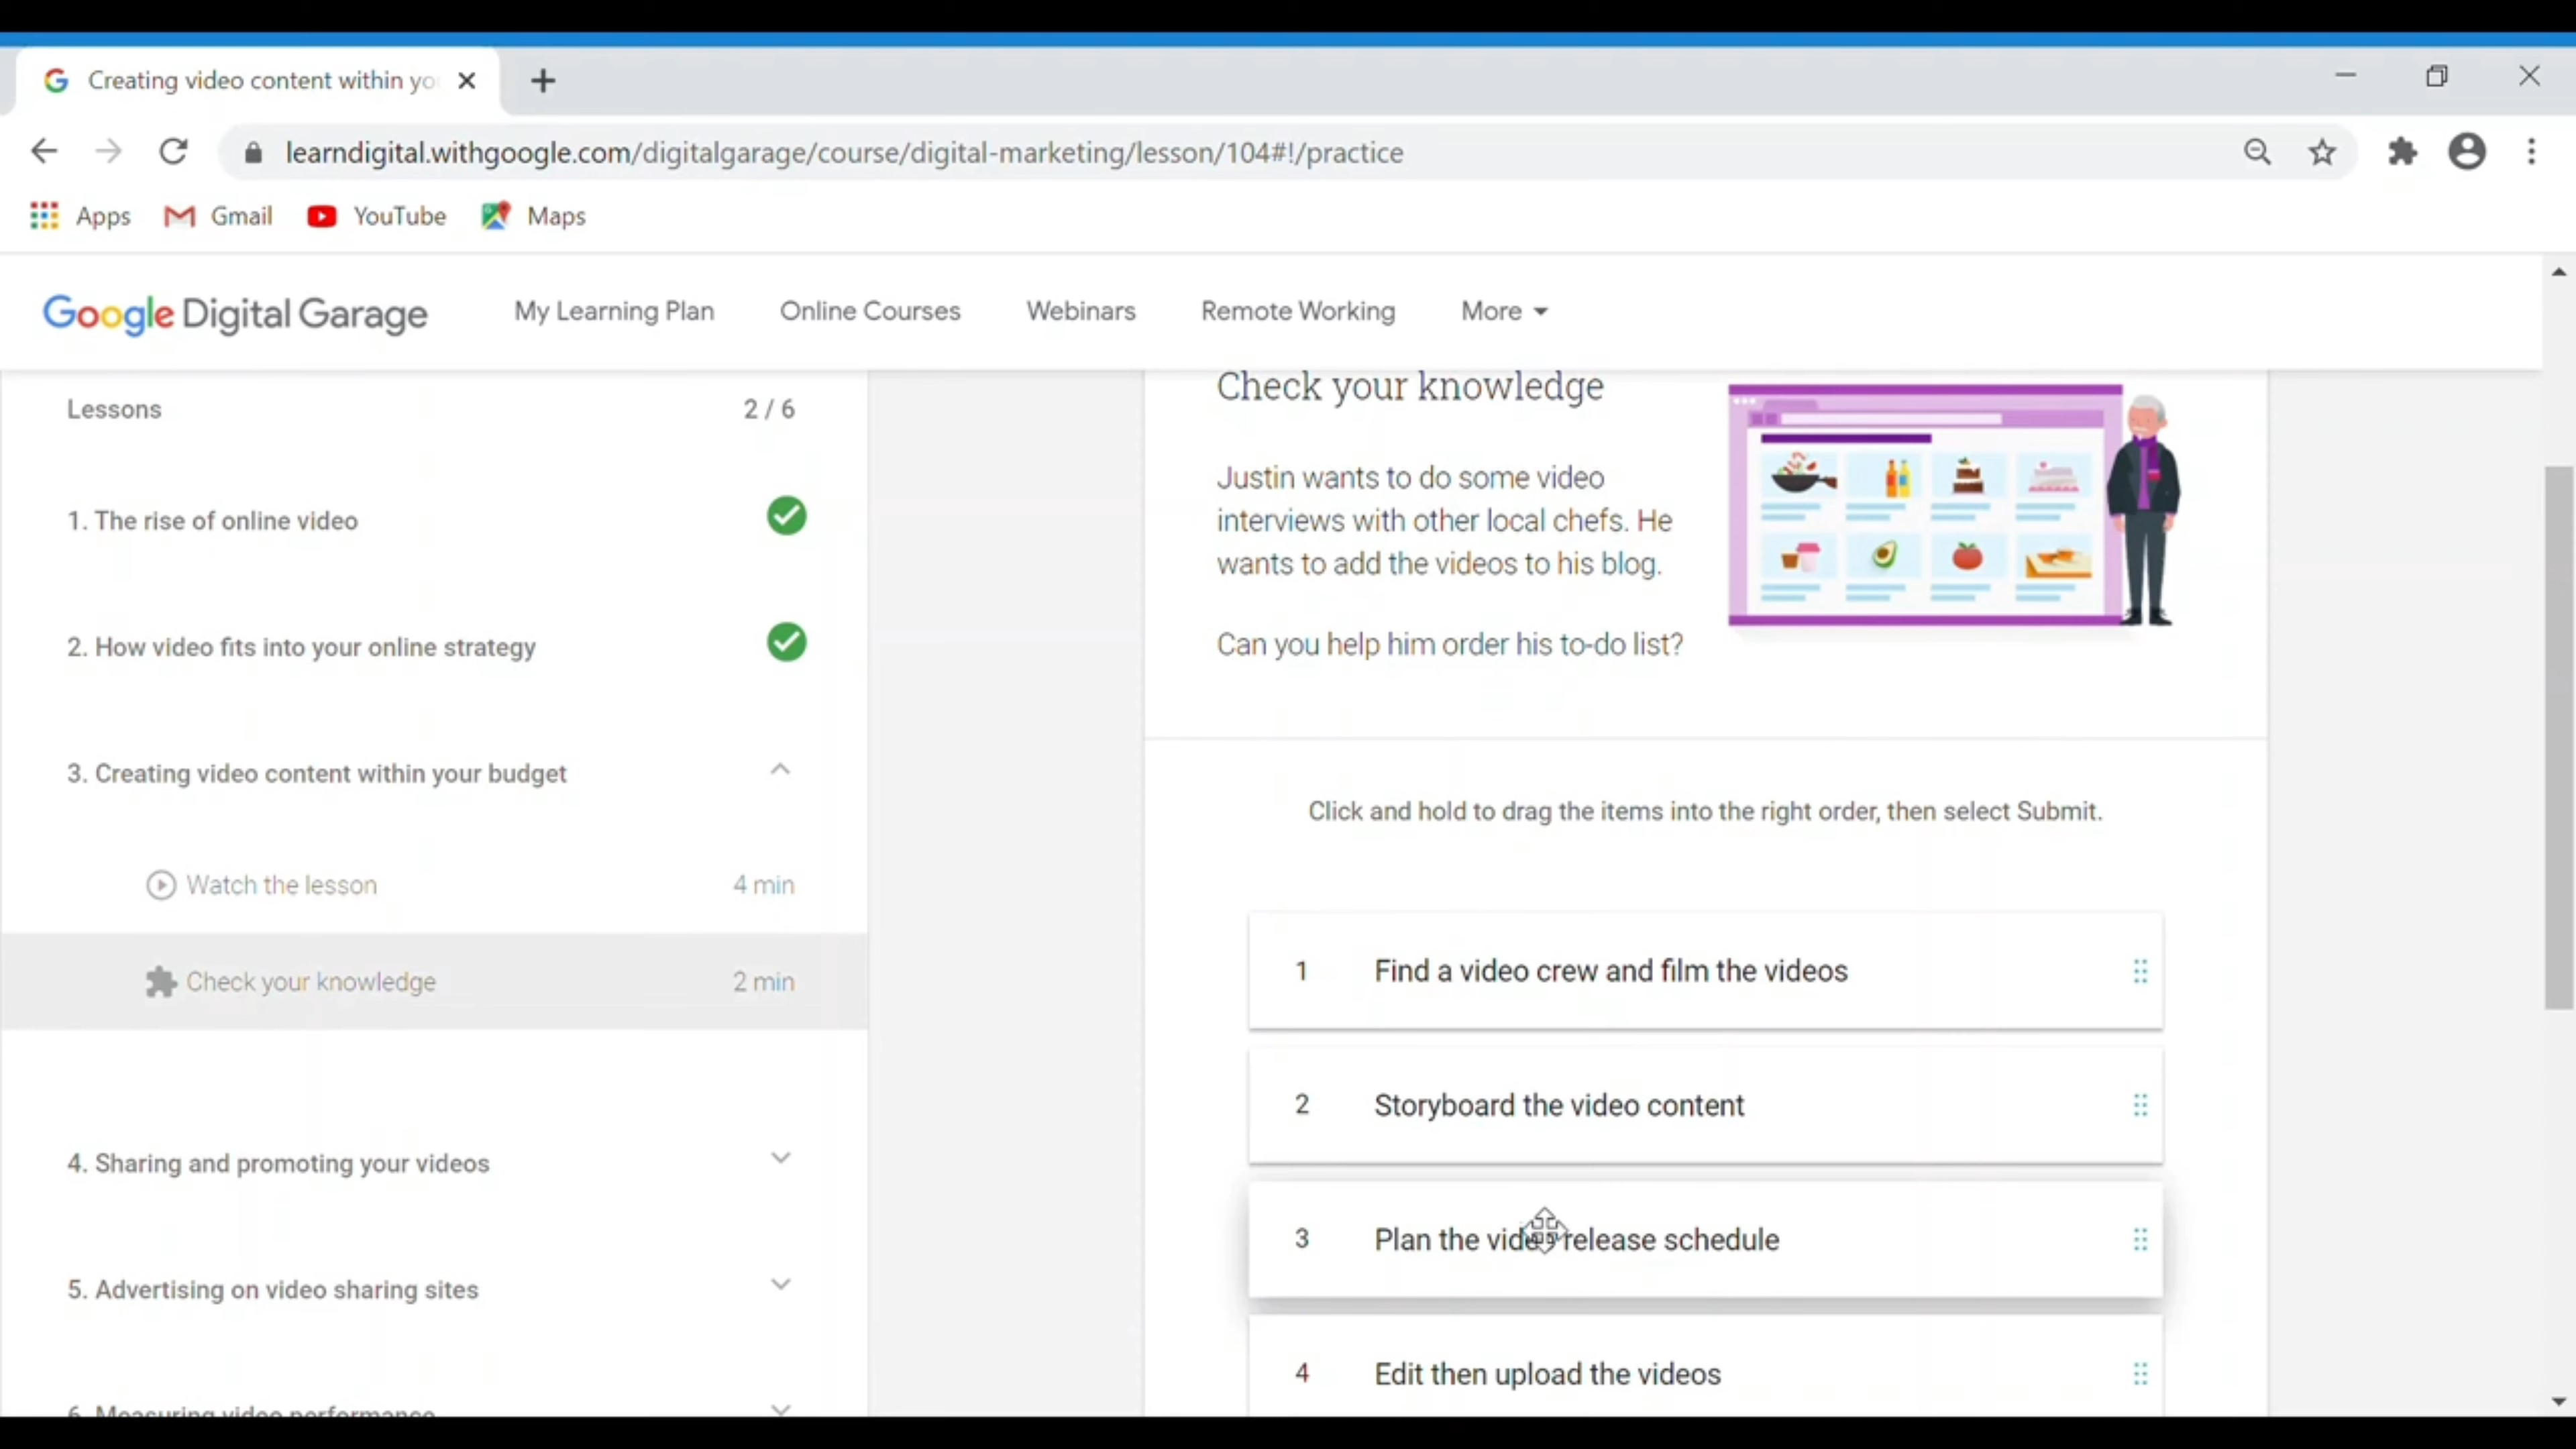 Creating video content within yo
learndigital.withgoogle.com/digitalgarage/course/digital-marketing/lesson/104#!/practice
Apps Gmail YouTube Maps
Google Digital Garage My Learning Plan Online Courses Webinars Remote Working More
Lessons 2 / 6
1. The rise of online video
2. How video fits into your online strategy
3. Creating video content within your budget
Watch the lesson 4 min
Check your knowledge 2 min
4. Sharing and promoting your videos
5. Advertising on video sharing sites
6. Measuring video performance
Check your knowledge
Justin wants to do some video
interviews with other local chefs. He
wants to add the videos to his blog.
Can you help him order his to-do list?
Click and hold to drag the items into the right order, then select Submit.
1 Find a video crew and film the videos
2 Storyboard the video content
3 Plan the video release schedule
4 Edit then upload the videos